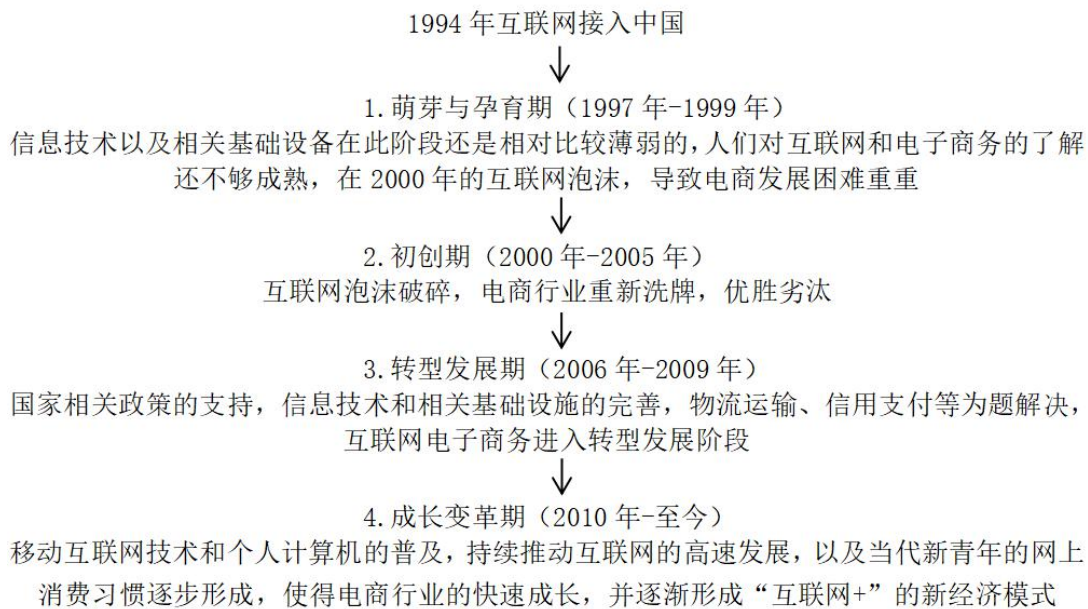 1994 年互联网接入中国
1.萌芽与孕育期（1997 年-1999 年）
信息技术以及相关基础设备在此阶段还是相对比较薄弱的,人们对互联网和电子商务的了解
还不够成熟，在 2000 年的互联网泡沫，导致电商发展困难重重
2.初创期（2000 年-2005 年）
互联网泡沫破碎，电商行业重新洗牌，优胜劣汰
3.转型发展期（2006 年-2009 年）
国家相关政策的支持，信息技术和相关基础设施的完善，物流运输、信用支付等为题解决，
互联网电子商务进入转型发展阶段
4.成长变革期（2010 年-至今）
移动互联网技术和个人计算机的普及,持续推动互联网的高速发展，以及当代新青年的网上
消费习惯逐步形成，使得电商行业的快速成长，并逐渐形成“互联网+”的新经济模式